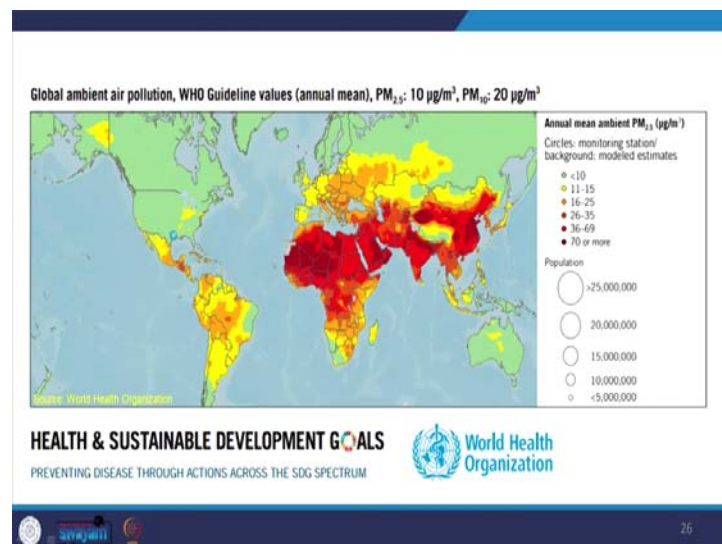 Global ambient air pollution, WHO Guideline values (annual mean), PM2.5: 10 µg/m³, PM10: 20 µg/m³
Annual mean ambient PM2.5 (µg/m³)
Circles: monitoring station/
background: modeled estimates
<10
11-15
16-25
26-35
36-69
70 or more
Population
>25,000,000
20,000,000
15,000,000
10,000,000
<5,000,000
Source: World Health Organization
HEALTH & SUSTAINABLE DEVELOPMENT GOALS
PREVENTING DISEASE THROUGH ACTIONS ACROSS THE SDG SPECTRUM
World Health
Organization
swayam
26